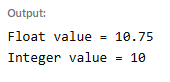 Output:
Float value = 10.75
Integer value = 10